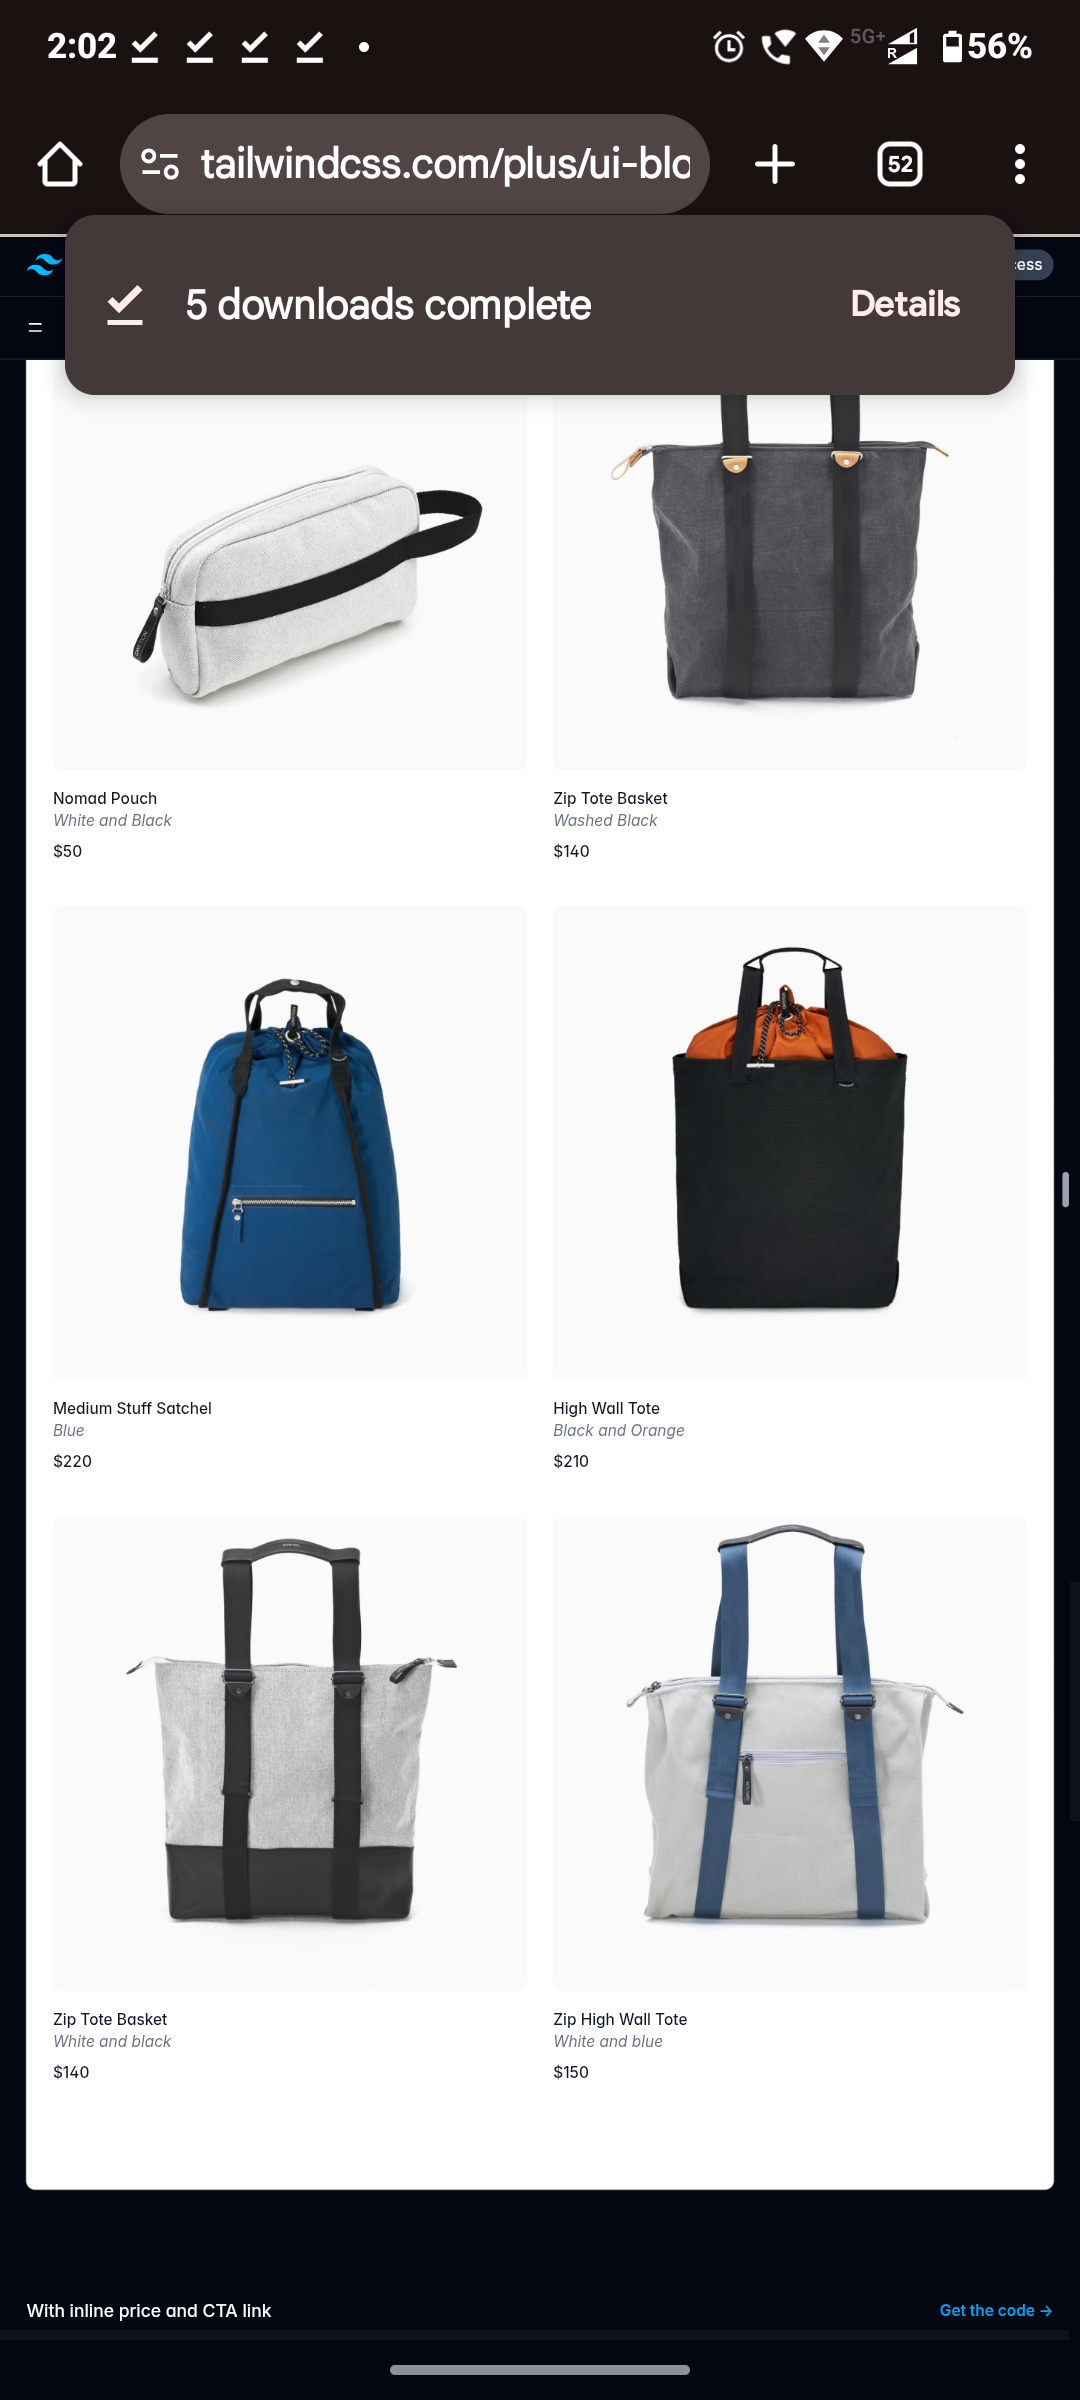 2:02
5G+
R
56%
tailwindcss.com/plus/ui-blo
52
cess
5 downloads complete
Details
Nomad Pouch
White and Black
$50
Zip Tote Basket
Washed Black
$140
Medium Stuff Satchel
Blue
$220
High Wall Tote
Black and Orange
$210
Zip Tote Basket
White and black
$140
Zip High Wall Tote
White and blue
$150
With inline price and CTA link
Get the code →